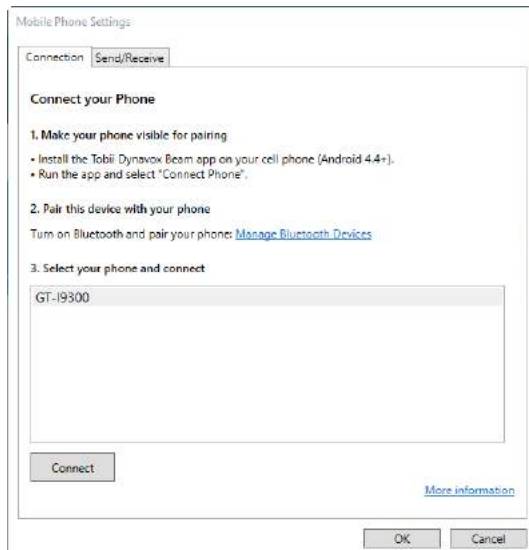 Mobile Phone Settings
Connection Send/Receive
Connect your Phone
1. Make your phone visible for pairing
• Install the Tobii Dynavox Beam app on your cell phone (Android 4.4+).
• Run the app and select "Connect Phone".
2. Pair this device with your phone
Turn on Bluetooth and pair your phone: Manage Bluetooth Devices
3. Select your phone and connect
GT-I9300
Connect
More information
OK Cancel